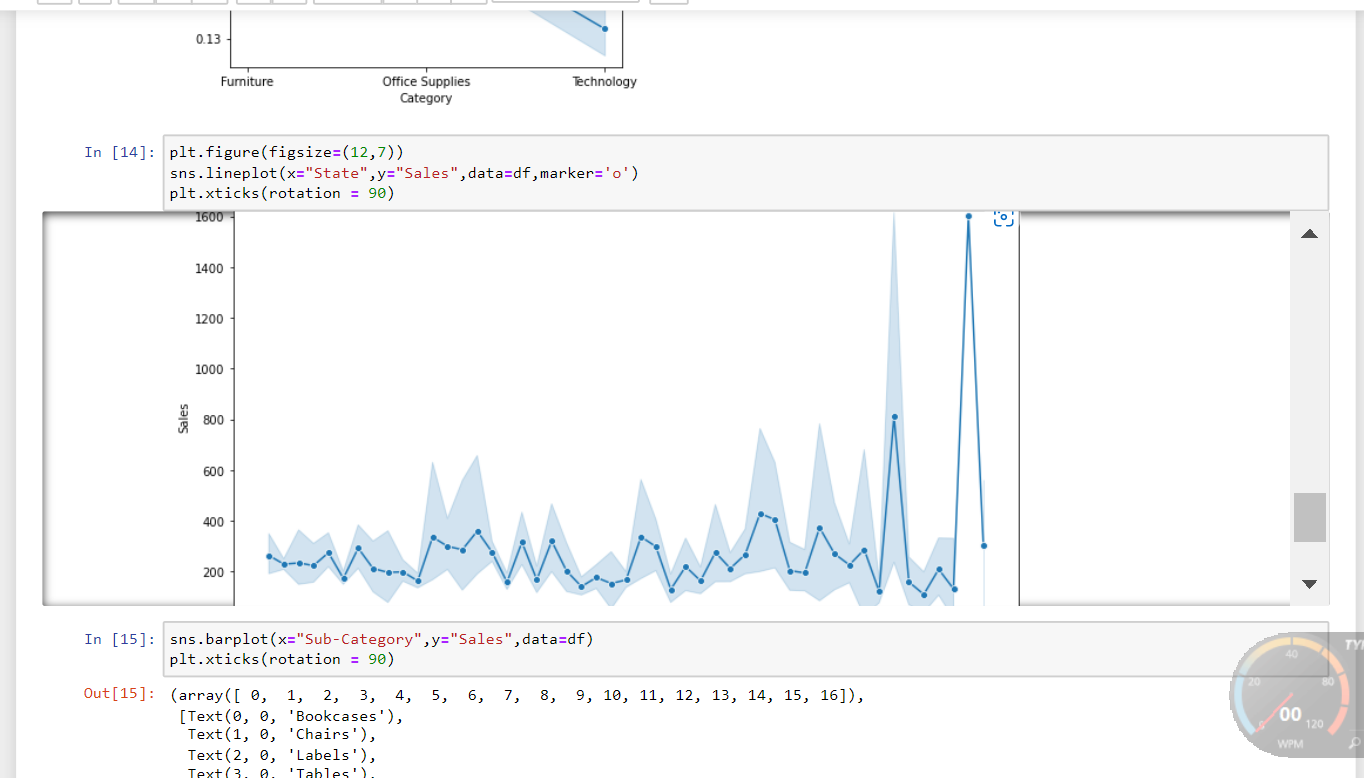 0.13
Furniture Office Supplies Technology
Category
In [14]: plt.figure(figsize=(12,7))
sns.lineplot(x="State",y="Sales",data=df,marker='o')
plt.xticks(rotation = 90)
1600
1400
1200
1000
Sales
800
600
400
200
In [15]: sns.barplot(x="Sub-Category",y="Sales",data=df)
plt.xticks(rotation = 90)
Out[15]: (array([ 0,  1,  2,  3,  4,  5,  6,  7,  8,  9, 10, 11, 12, 13, 14, 15, 16]),
[Text(0, 0, 'Bookcases'),
Text(1, 0, 'Chairs'),
Text(2, 0, 'Labels'),
Text(3, 0, 'Tables'),
40
20 80
00
0 120
WPM